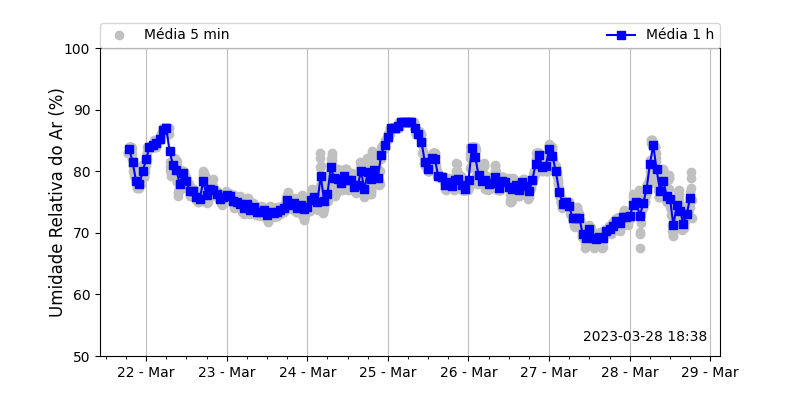 Média 5 min
Média 1 h
100
90
80
70
60
50
Umidade Relativa do Ar (%)
2023-03-28 18:38
22 - Mar
23 - Mar
24 - Mar
25 - Mar
26 - Mar
27 - Mar
28 - Mar
29 - Mar